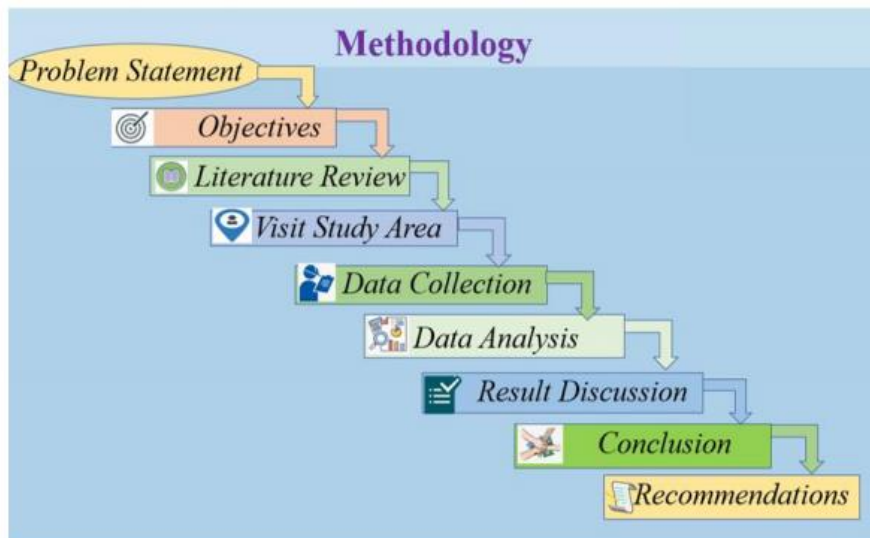 Methodology
Problem Statement
Objectives
Literature Review
Visit Study Area
Data Collection
Data Analysis
Result Discussion
Conclusion
Recommendations